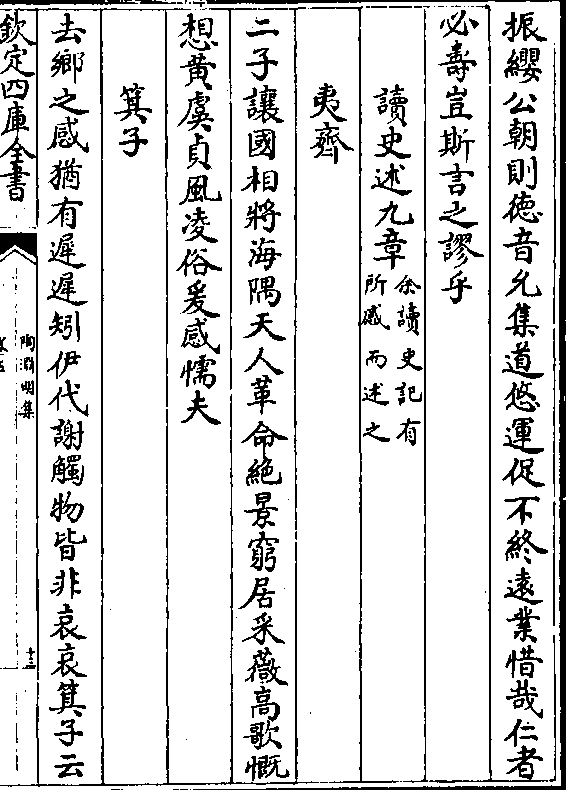 振纓公朝則徳音允集道悠運促不終遠業惜哉仁者
必壽豈斯言之謬乎
讀史述九章余讀史記有所感而述之
夷齊
二子讓國相將海隅天人革命絶景窮居采薇高歌慨
想黄虞貞風凌俗爰感懦夫
箕子
去鄉之感猶有遲遲矧伊代謝觸物皆非哀哀箕子云
欽定四庫全書
陶淵明集
十三